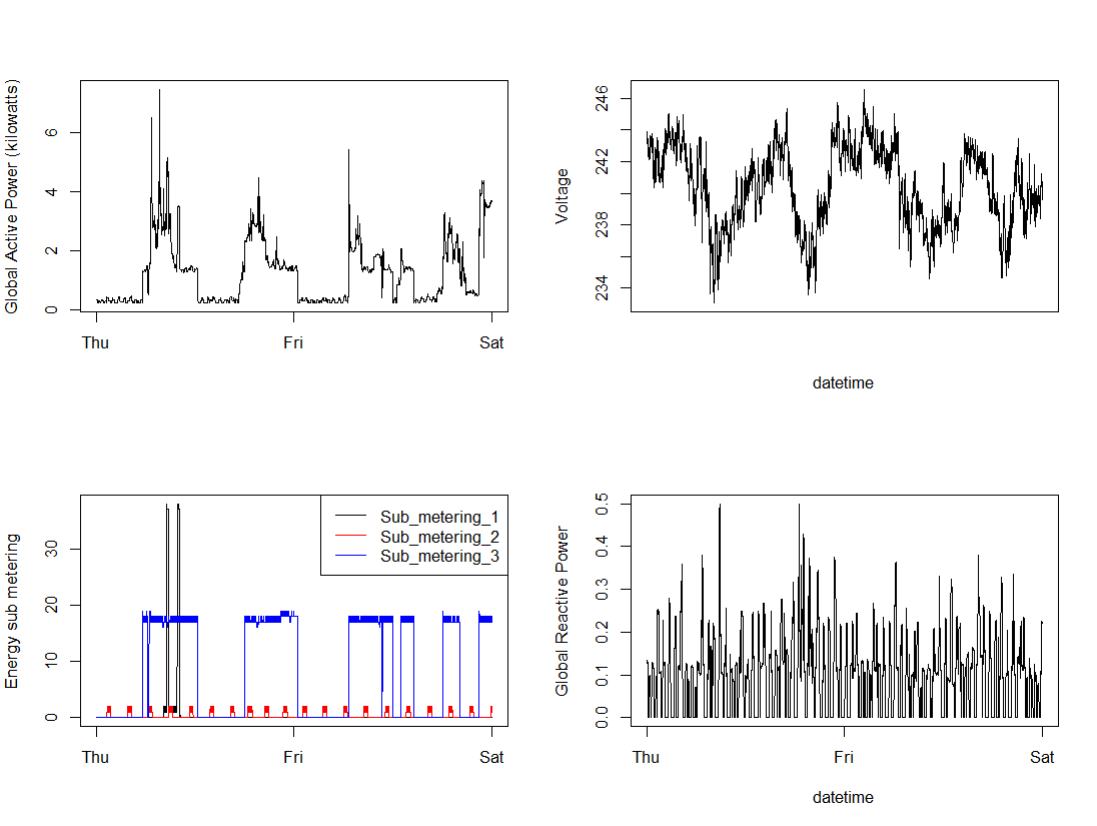 Global Active Power (kilowatts)
0 2 4 6
Thu Fri Sat
Voltage
234 238 242 246
datetime
Energy sub metering
0 10 20 30
Sub_metering_1
Sub_metering_2
Sub_metering_3
Thu Fri Sat
Global Reactive Power
0.0 0.1 0.2 0.3 0.4 0.5
Thu Fri Sat
datetime